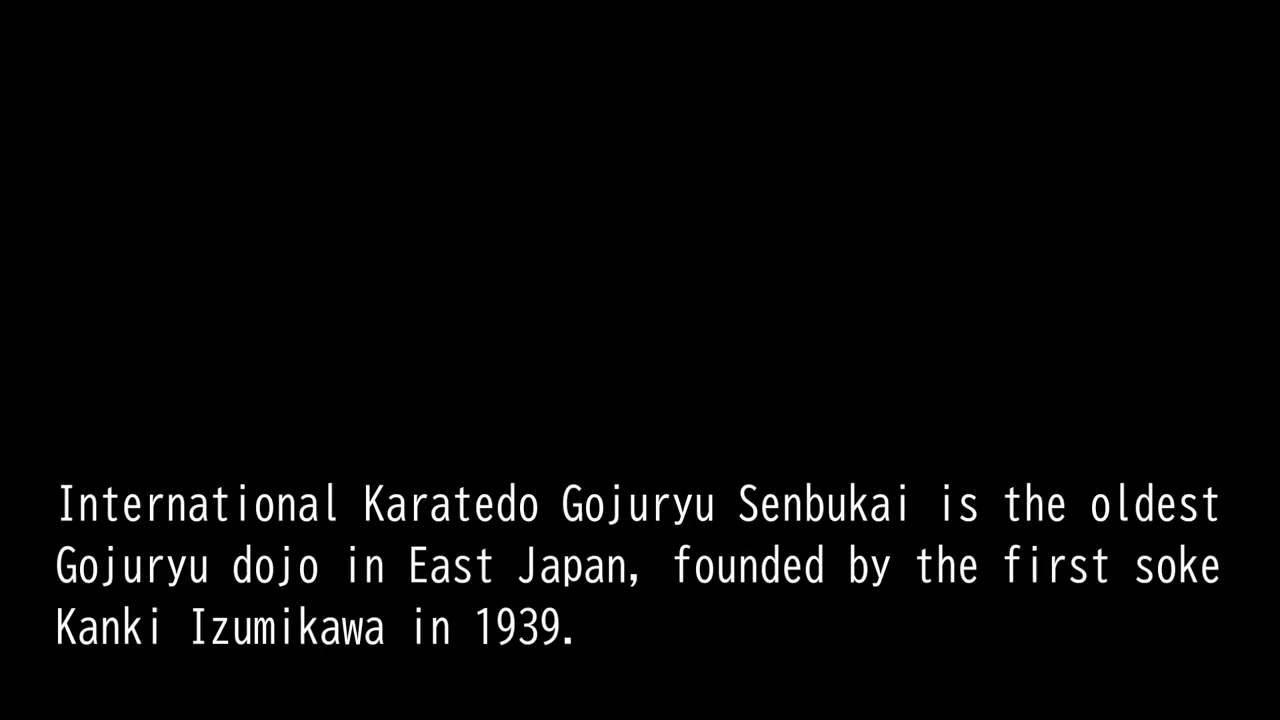 International Karatedo Gojuryu Senbukai is the oldest
Gojuryu dojo in East Japan, founded by the first soke
Kanki Izumikawa in 1939.